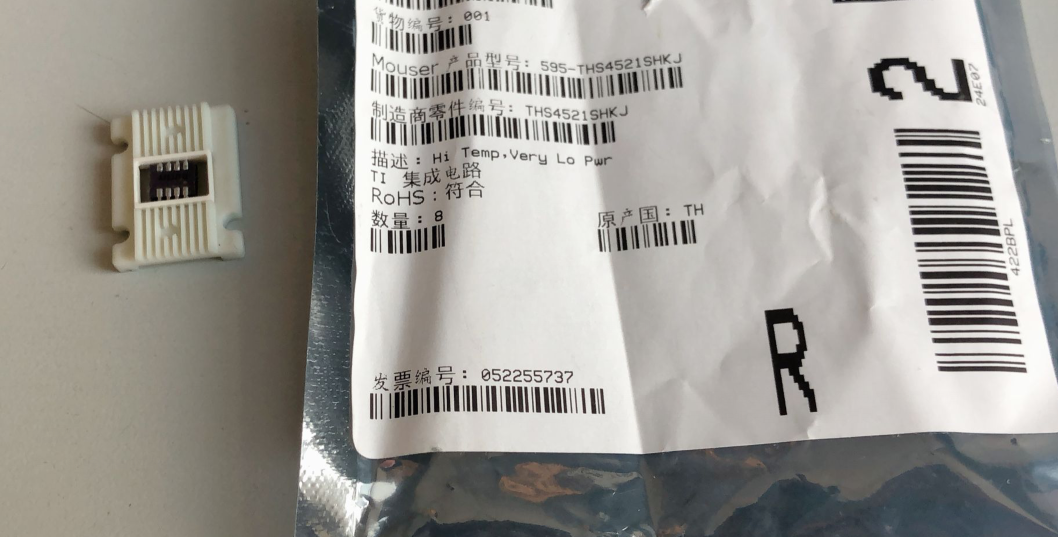 货物编号: 001
Mouser 产品型号: 595-THS4521SHKJ
制造商零件编号: THS4521SHKJ
描述: Hi Temp,Very Lo Pwr
TI 集成电路
RoHS: 符合
数量: 8
原产国: TH
发票编号: 052255737
R
2
24E07
422BPL